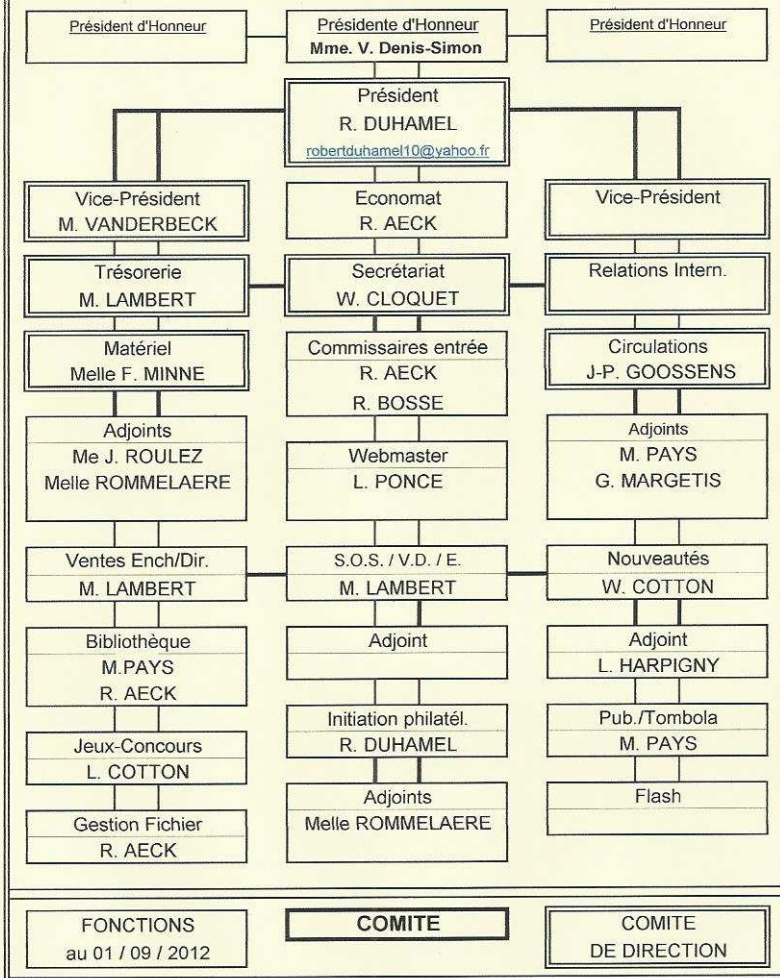 Président d'Honneur
Présidente d'Honneur
Mme. V. Denis-Simon
Président d'Honneur
Président
R. DUHAMEL
robertduhamel10@yahoo.fr
Vice-Président
M. VANDERBECK
Economat
R. AECK
Vice-Président
Trésorerie
M. LAMBERT
Secrétariat
W. CLOQUET
Relations Intern.
Matériel
Melle F. MINNE
Commissaires entrée
R. AECK
R. BOSSE
Circulations
J-P. GOOSSENS
Adjoints
Me J. ROULEZ
Melle ROMMELAERE
Webmaster
L. PONCE
Adjoints
M. PAYS
G. MARGETIS
Ventes Ench/Dir.
M. LAMBERT
S.O.S. / V.D. / E.
M. LAMBERT
Nouveautés
W. COTTON
Bibliothèque
M.PAYS
R. AECK
Adjoint
Adjoint
L. HARPIGNY
Jeux-Concours
L. COTTON
Initiation philatél.
R. DUHAMEL
Pub./Tombola
M. PAYS
Gestion Fichier
R. AECK
Adjoints
Melle ROMMELAERE
Flash
FONCTIONS
au 01 / 09 / 2012
COMITE
COMITE
DE DIRECTION